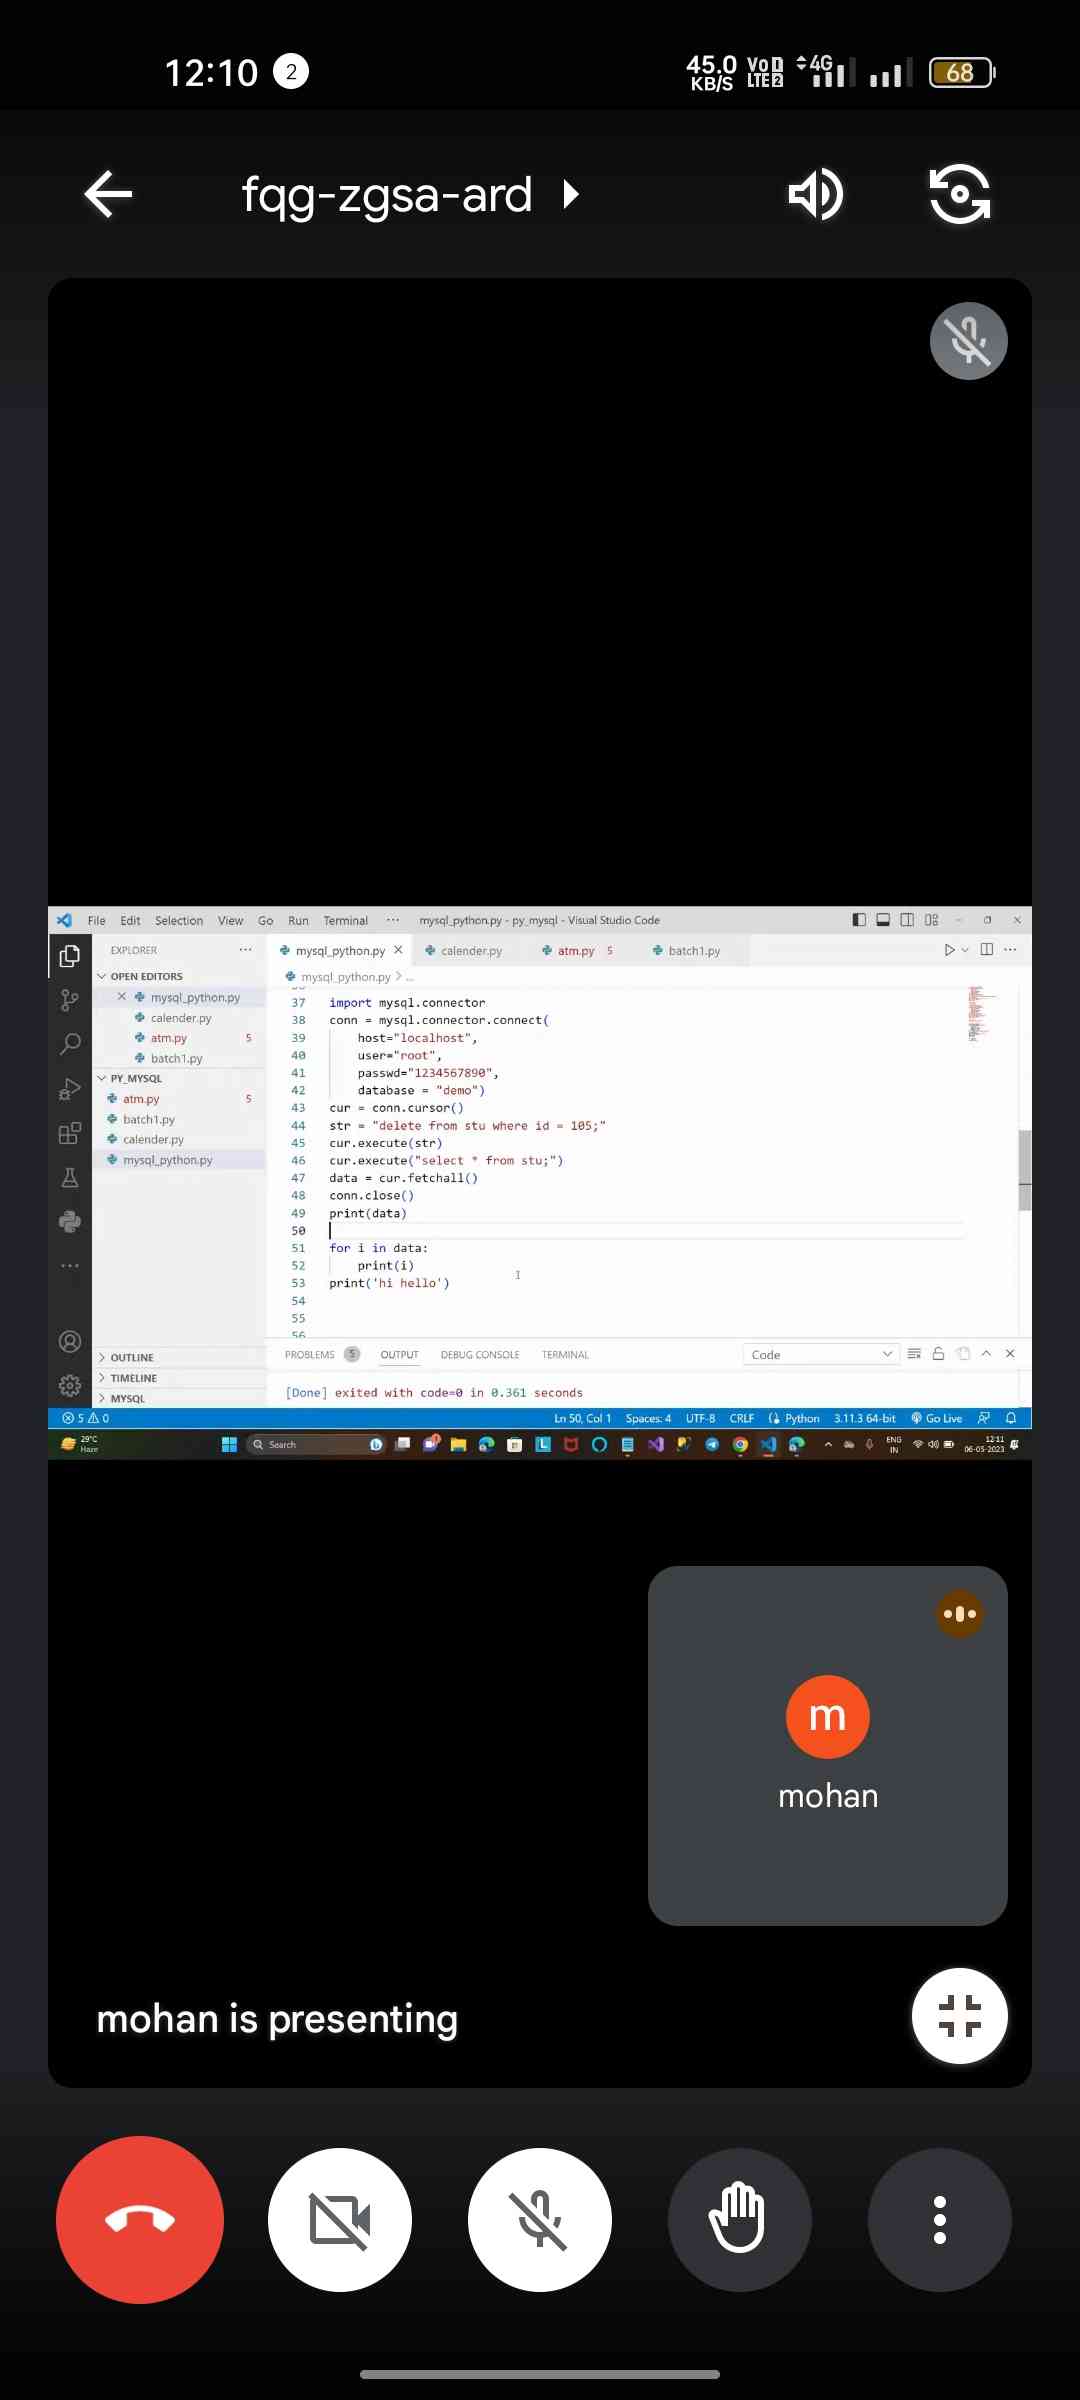 12:10 2
45.0 KB/S VoD LTE2 4G 68
fqg-zgsa-ard
File Edit Selection View Go Run Terminal ··· mysql_python.py - py_mysql - Visual Studio Code
EXPLORER ···
mysql_python.py calender.py atm.py 5 batch1.py
OPEN EDITORS
mysql_python.py > ...
mysql_python.py
calender.py
atm.py 5
batch1.py
PY_MYSQL
atm.py 5
batch1.py
calender.py
mysql_python.py
37 import mysql.connector
38 conn = mysql.connector.connect(
39 host="localhost",
40 user="root",
41 passwd="1234567890",
42 database = "demo")
43 cur = conn.cursor()
44 str = "delete from stu where id = 105;"
45 cur.execute(str)
46 cur.execute("select * from stu;")
47 data = cur.fetchall()
48 conn.close()
49 print(data)
50
51 for i in data:
52 print(i)
53 print('hi hello')
54
55
56
OUTLINE
TIMELINE
MYSQL
PROBLEMS 5 OUTPUT DEBUG CONSOLE TERMINAL Code
[Done] exited with code=0 in 0.361 seconds
5 0 Ln 50, Col 1 Spaces: 4 UTF-8 CRLF Python 3.11.3 64-bit Go Live
29°C
Haze
Search
ENG
IN
12:11
06-05-2023
m
mohan
mohan is presenting